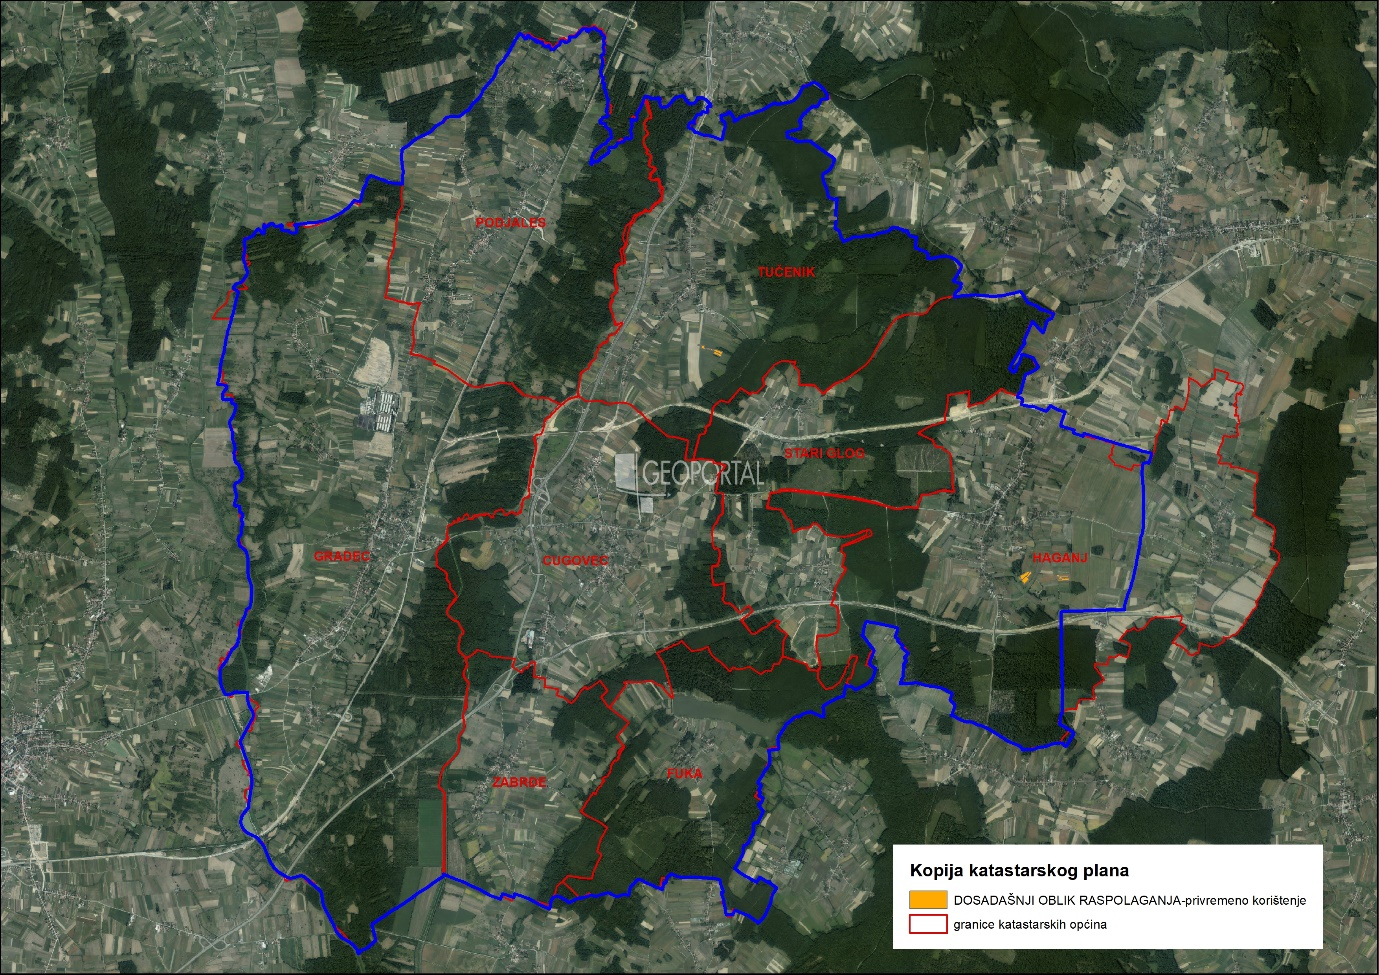 PODJALES
TUČENIK
STARI GLOG
GEOPORTAL
GRADEC
CUGOVEC
HAGANJ
ZABRĐE
FUKA
Kopija katastarskog plana
DOSADAŠNJI OBLIK RASPOLAGANJA-privremeno korištenje
granice katastarskih općina